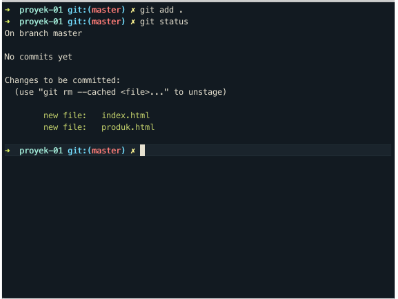 ➜  proyek-01 git:(master) ✗ git add .
➜  proyek-01 git:(master) ✗ git status
On branch master

No commits yet

Changes to be committed:
  (use "git rm --cached <file>..." to unstage)

        new file:   index.html
        new file:   produk.html

➜  proyek-01 git:(master) ✗